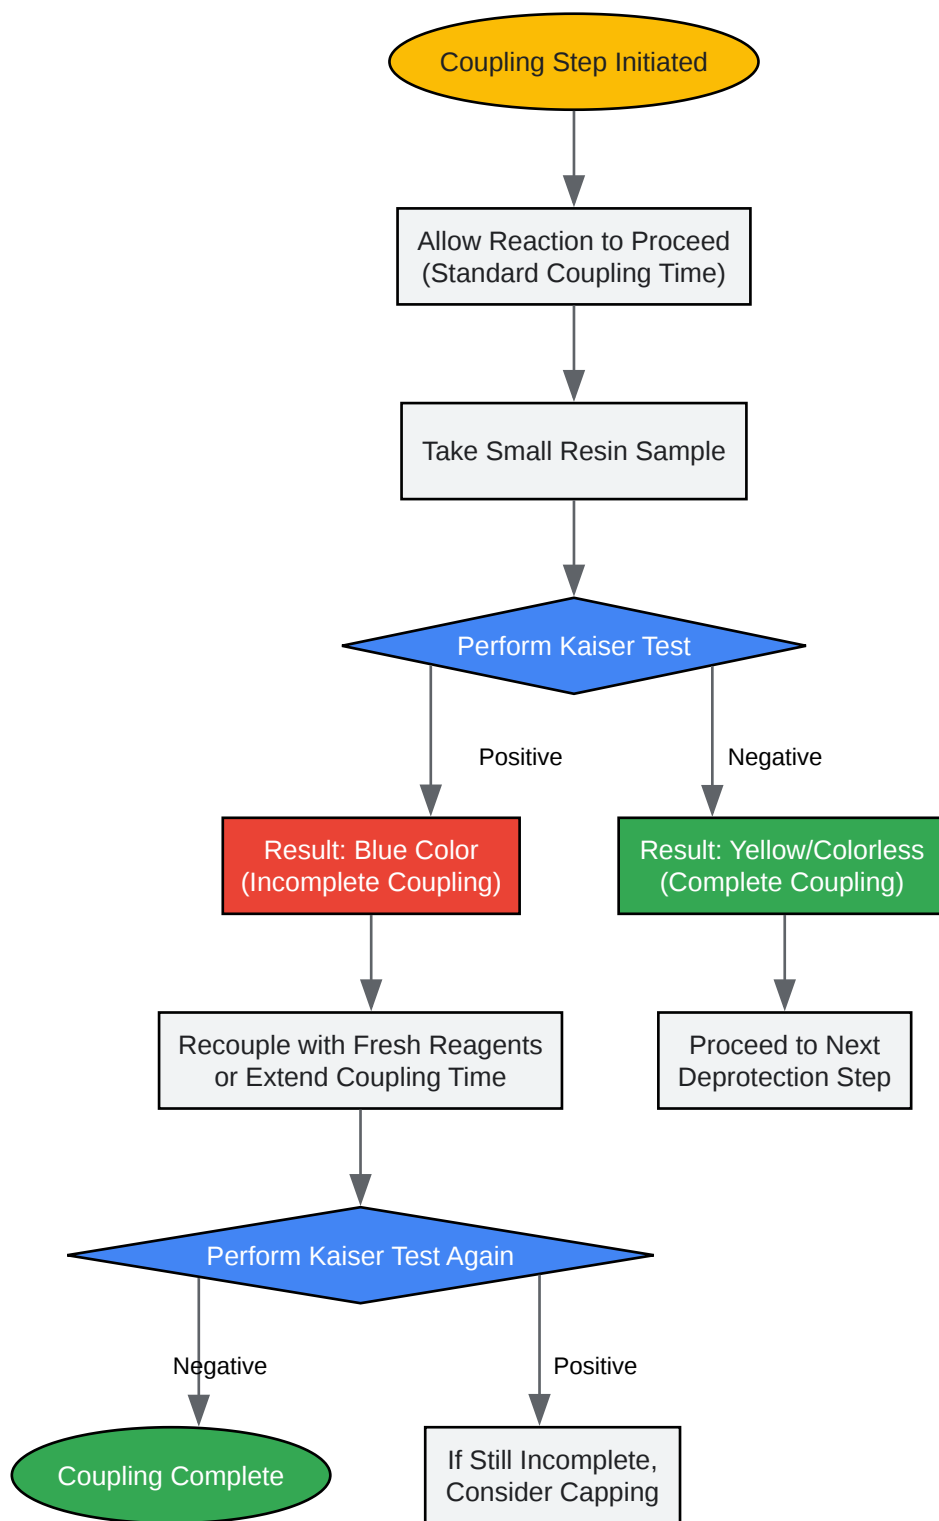 Coupling Step Initiated
Allow Reaction to Proceed
(Standard Coupling Time)
Take Small Resin Sample
Perform Kaiser Test
Positive
Negative
Result: Blue Color
(Incomplete Coupling)
Result: Yellow/Colorless
(Complete Coupling)
Recouple with Fresh Reagents
or Extend Coupling Time
Proceed to Next
Deprotection Step
Perform Kaiser Test Again
Negative
Positive
Coupling Complete
If Still Incomplete,
Consider Capping